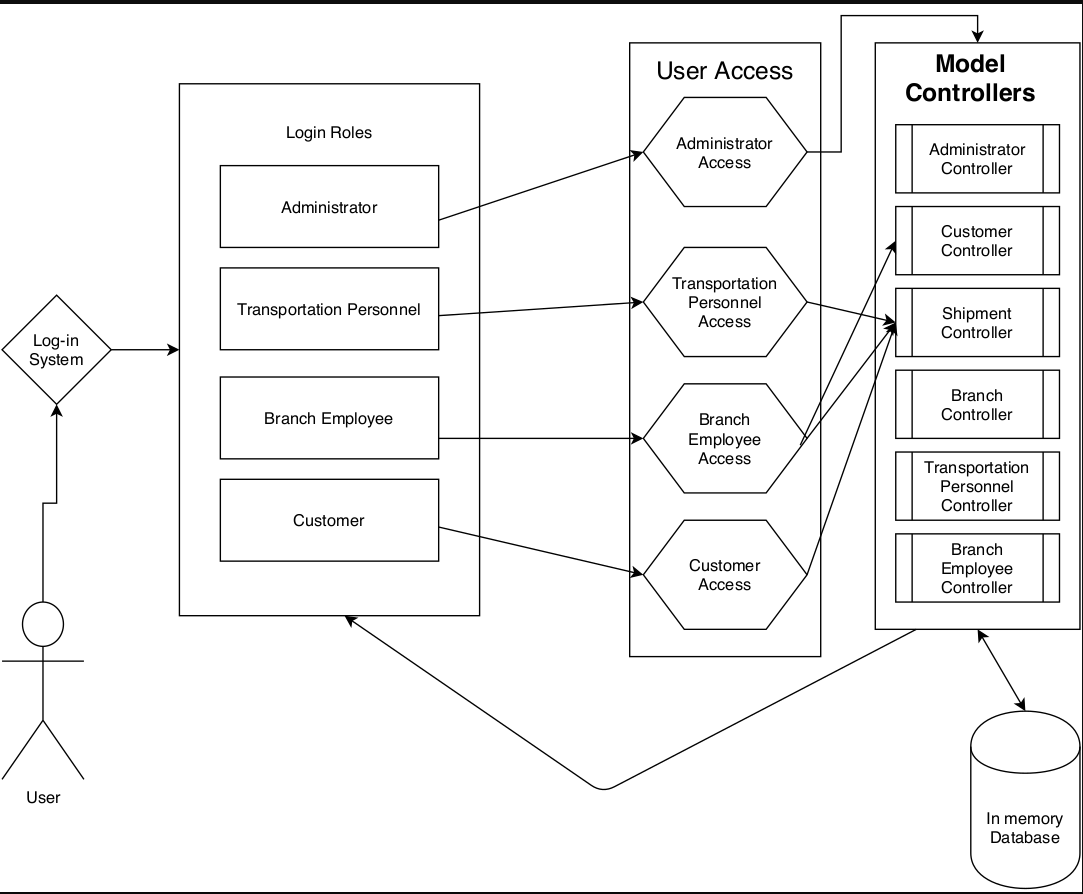 User Access
Model
Controllers
Login Roles
Administrator
Transportation Personnel
Branch Employee
Customer
Administrator
Access
Transportation
Personnel
Access
Branch
Employee
Access
Customer
Access
Administrator
Controller
Customer
Controller
Shipment
Controller
Branch
Controller
Transportation
Personnel
Controller
Branch
Employee
Controller
Log-in
System
User
In memory
Database